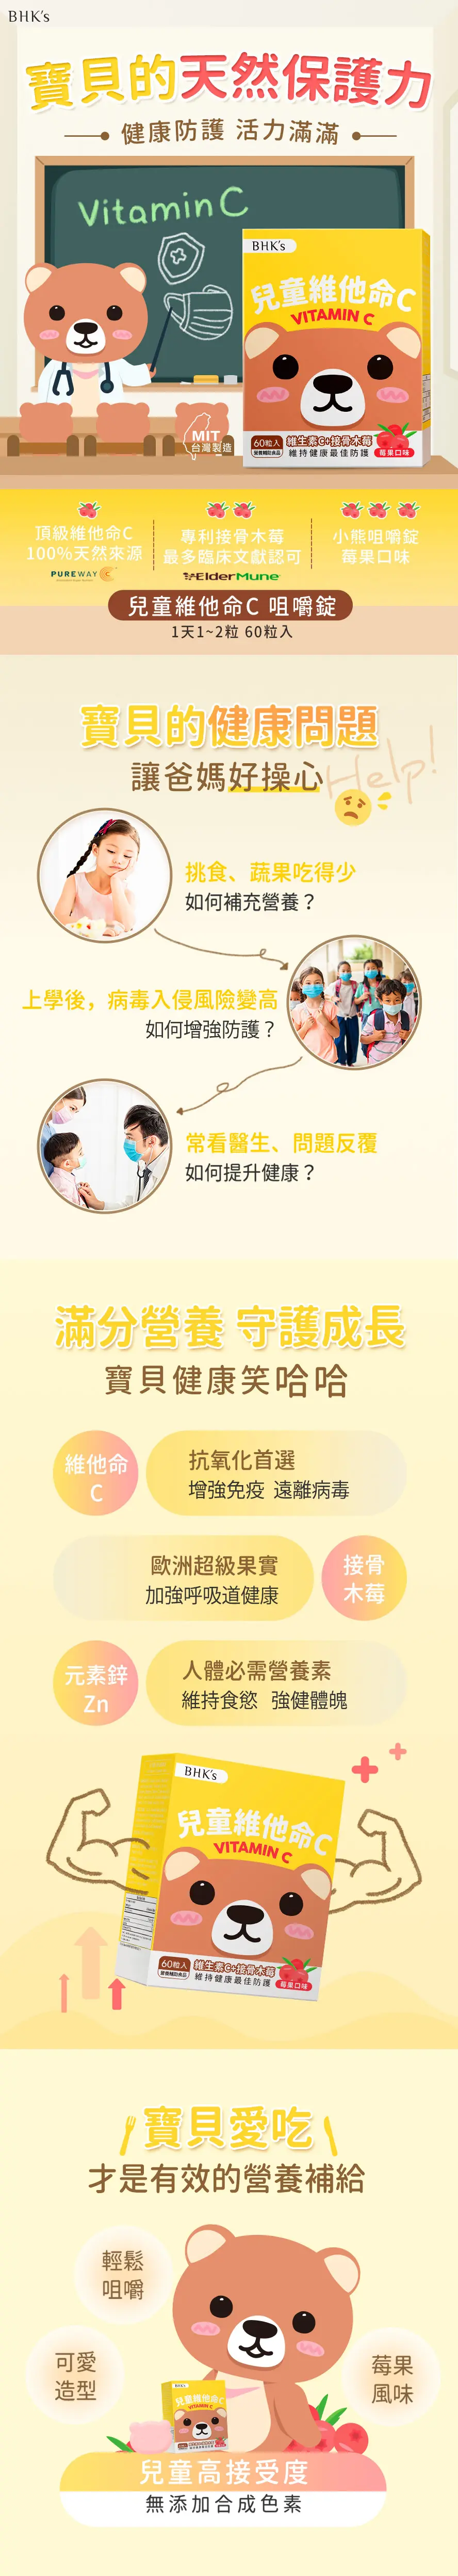 BHK's
寶貝的天然保護力
健康防護 活力滿滿
Vitamin C
BHK's
兒童維他命C
VITAMIN C
60粒入
營養輔助食品
維生素C+接骨木莓
維持健康最佳防護
莓果口味
MIT
台灣製造
頂級維他命C
100%天然來源
PUREWAY C
專利接骨木莓
最多臨床文獻認可
ElderMune
小熊咀嚼錠
莓果口味
兒童維他命C 咀嚼錠
1天1~2粒 60粒入
寶貝的健康問題
讓爸媽好操心
Help!
挑食、蔬果吃得少
如何補充營養？
上學後，病毒入侵風險變高
如何增強防護？
常看醫生、問題反覆
如何提升健康？
滿分營養 守護成長
寶貝健康笑哈哈
維他命
C
抗氧化首選
增強免疫 遠離病毒
歐洲超級果實
加強呼吸道健康
接骨
木莓
元素鋅
Zn
人體必需營養素
維持食慾 強健體魄
BHK's
兒童維他命C
VITAMIN C
60粒入
營養輔助食品
維生素C+接骨木莓
維持健康最佳防護
莓果口味
寶貝愛吃
才是有效的營養補給
輕鬆
咀嚼
可愛
造型
莓果
風味
BHK's
兒童維他命C
VITAMIN C
兒童高接受度
無添加合成色素